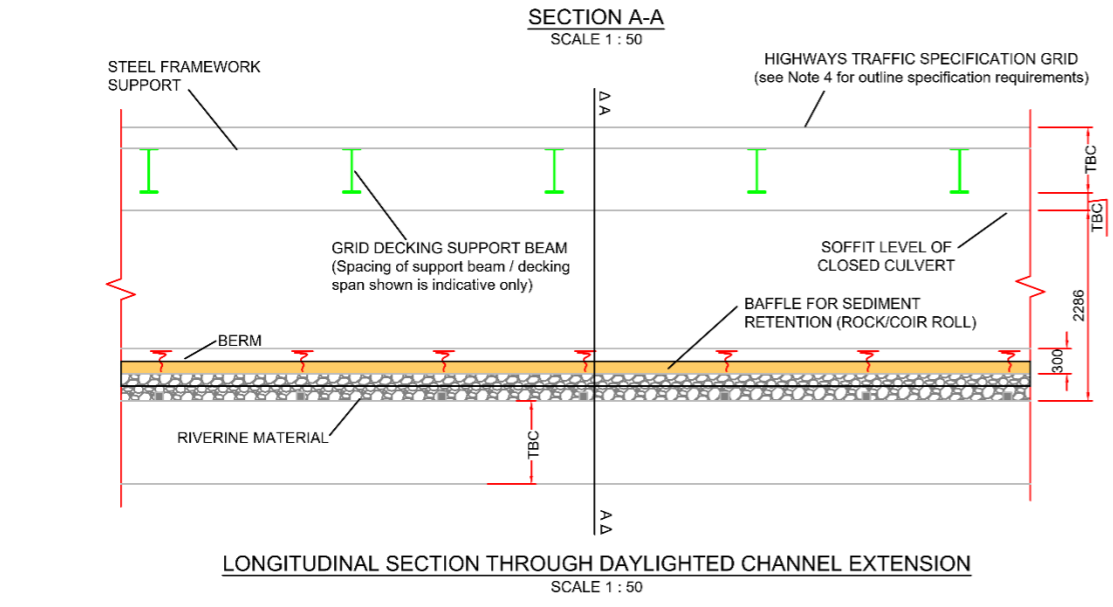 SECTION A-A
SCALE 1 : 50
HIGHWAYS TRAFFIC SPECIFICATION GRID
(see Note 4 for outline specification requirements)
STEEL FRAMEWORK
SUPPORT
A
TBC
TBC
GRID DECKING SUPPORT BEAM
(Spacing of support beam / decking
span shown is indicative only)
SOFFIT LEVEL OF
CLOSED CULVERT
2286
BAFFLE FOR SEDIMENT
RETENTION (ROCK/COIR ROLL)
BERM
300
RIVERINE MATERIAL
TBC
A
LONGITUDINAL SECTION THROUGH DAYLIGHTED CHANNEL EXTENSION
SCALE 1 : 50